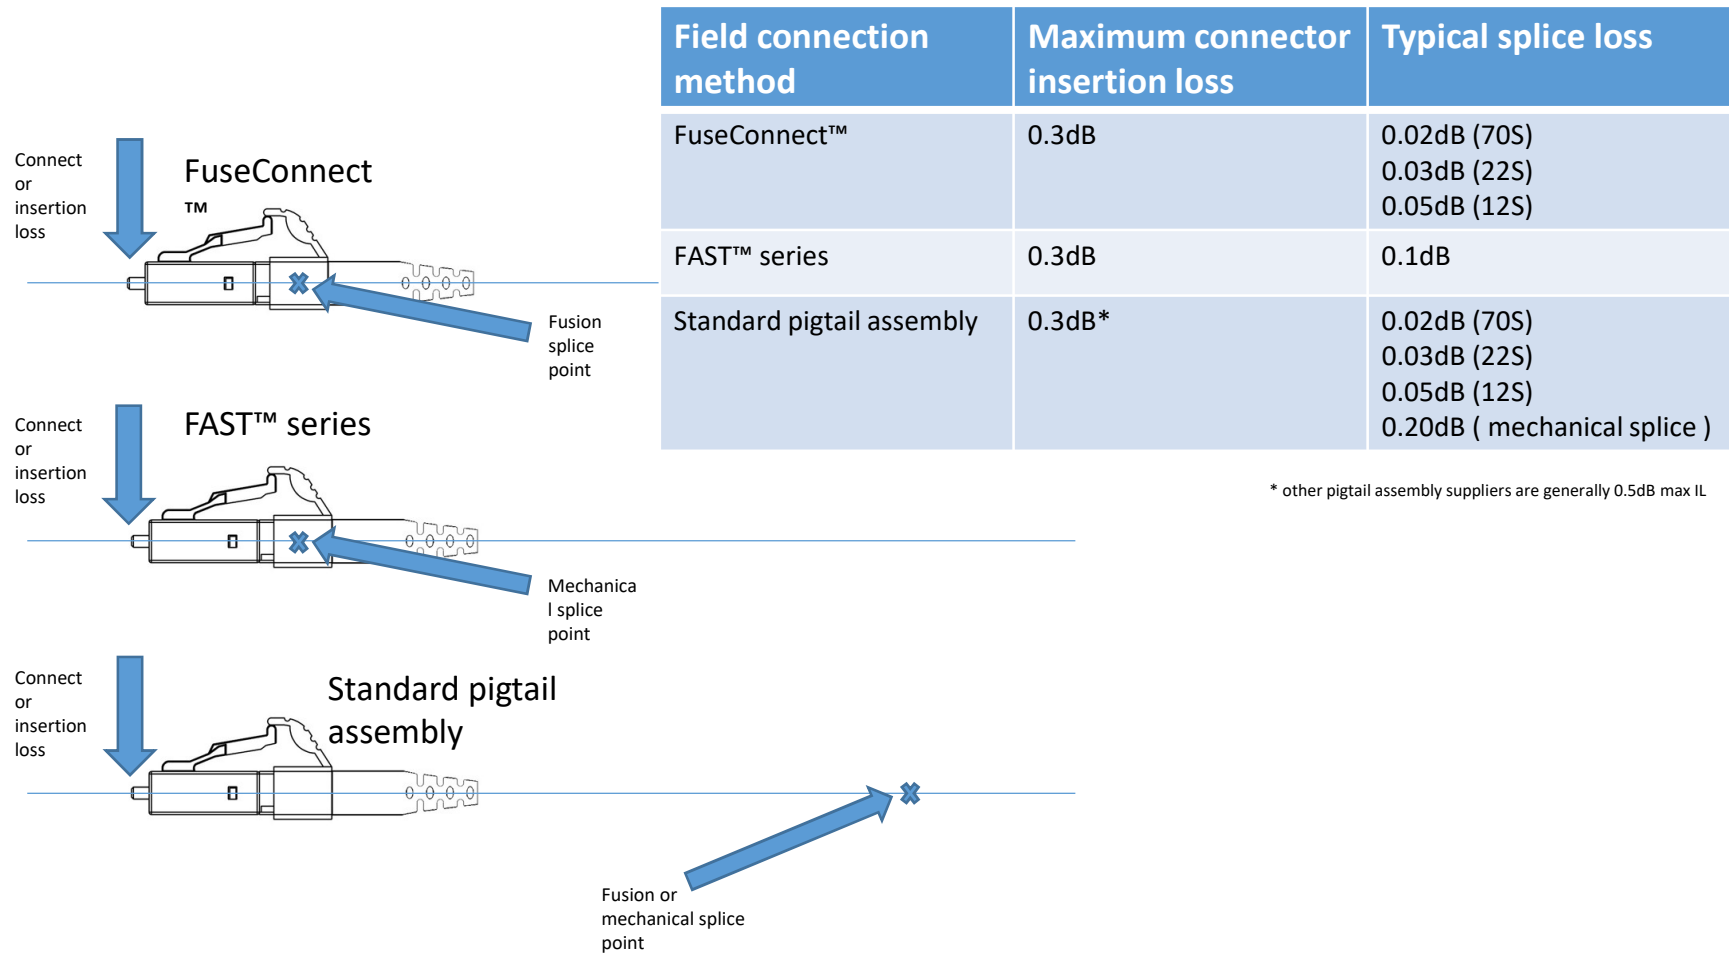 Field connection
method
Maximum connector
insertion loss
Typical splice loss
FuseConnect™
0.3dB
0.02dB (70S)
0.03dB (22S)
0.05dB (12S)
FAST™ series
0.3dB
0.1dB
Standard pigtail assembly
0.3dB*
0.02dB (70S)
0.03dB (22S)
0.05dB (12S)
0.20dB ( mechanical splice )
* other pigtail assembly suppliers are generally 0.5dB max IL
Connect
or
insertion
loss
FuseConnect
™
Fusion
splice
point
Connect
or
insertion
loss
FAST™ series
Mechanica
l splice
point
Connect
or
insertion
loss
Standard pigtail
assembly
Fusion or
mechanical splice
point